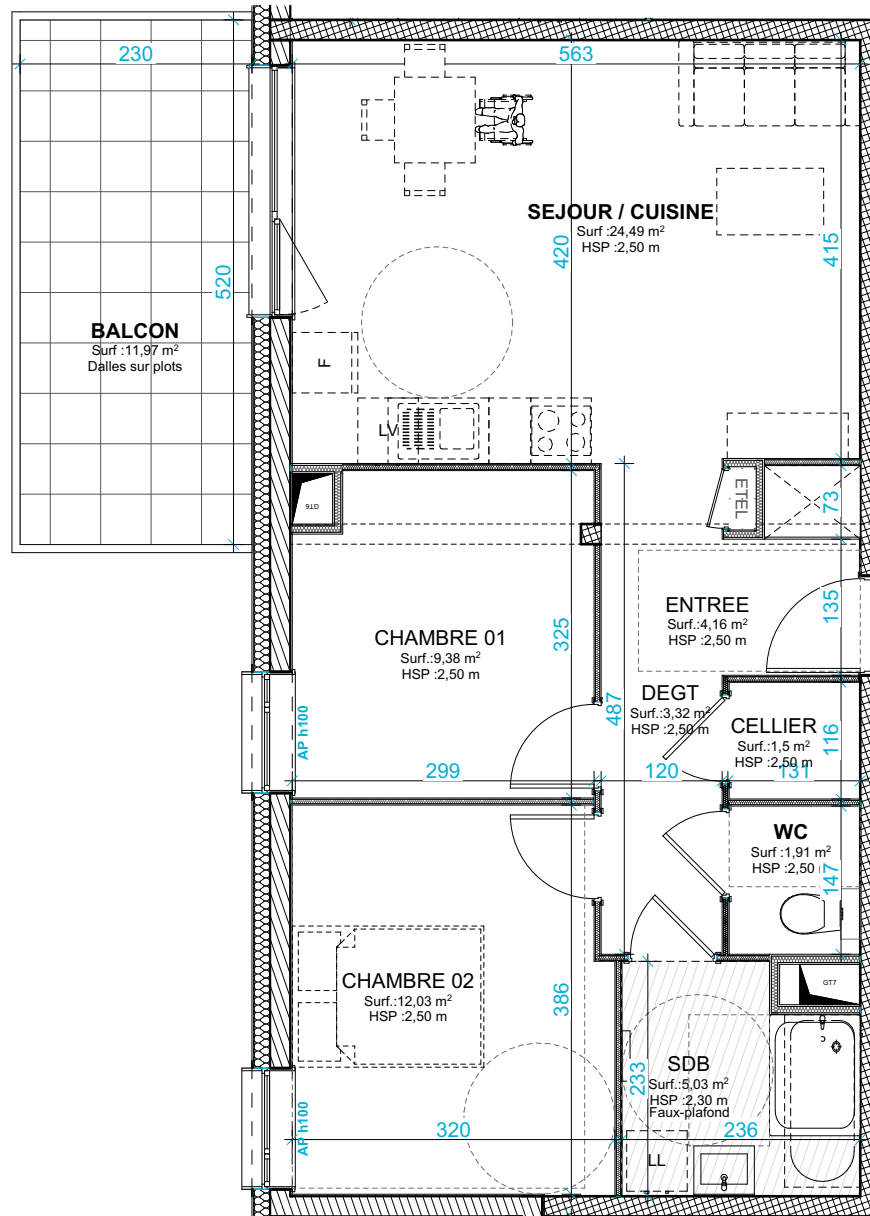 230
563
SEJOUR / CUISINE
Surf :24,49 m²
HSP :2,50 m
420
415
520
BALCON
Surf :11,97 m²
Dalles sur plots
F
LV
ETEL
73
GT6
ENTREE
Surf.:4,16 m²
HSP :2,50 m
135
CHAMBRE 01
Surf.:9,38 m²
HSP :2,50 m
325
487
DEGT
Surf.:3,32 m²
HSP :2,50 m
CELLIER
Surf.:1,5 m²
HSP :2,50 m
116
AP h100
299
120
131
WC
Surf :1,91 m²
HSP :2,50
147
CHAMBRE 02
Surf.:12,03 m²
HSP :2,50 m
386
GT7
233
SDB
Surf.:5,03 m²
HSP :2,30 m
Faux-plafond
AP h100
320
236
LL